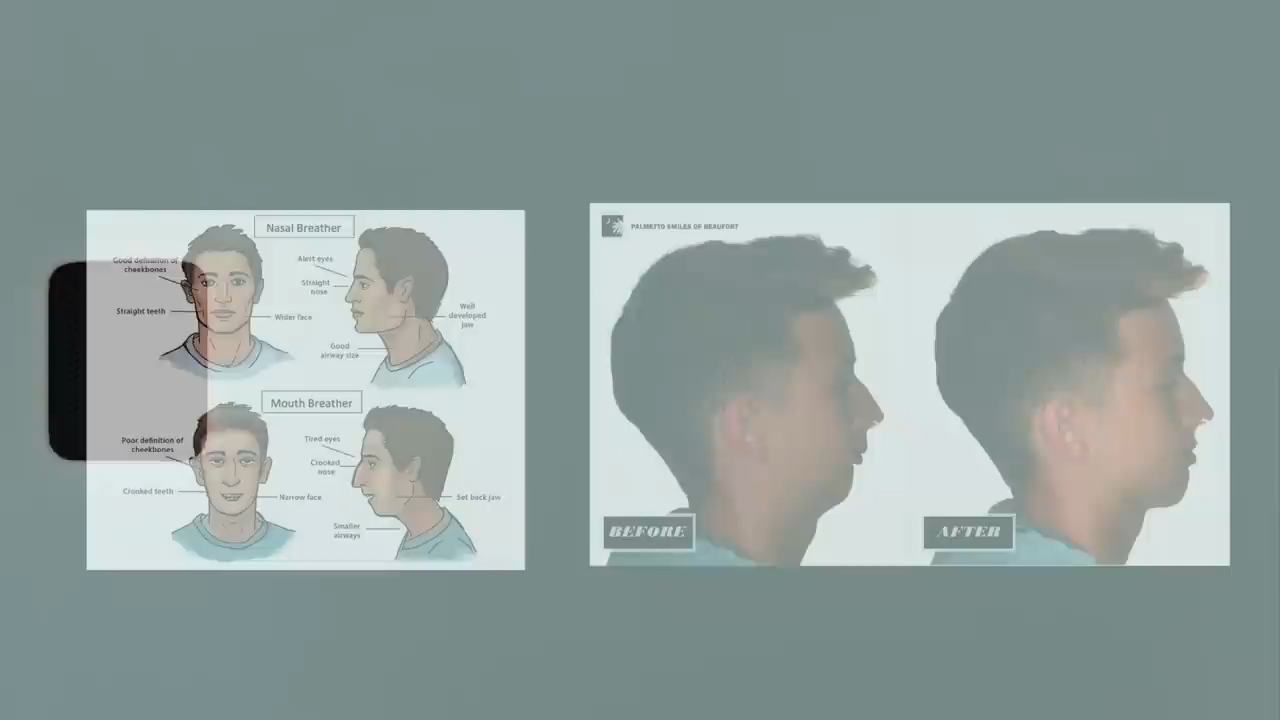 Nasal Breather
Good definition of
cheekbones
Straight teeth
Wider face
Alert eyes
Straight
nose
Well
developed
jaw
Good
airway size
Mouth Breather
Poor definition of
cheekbones
Crooked teeth
Narrow face
Tired eyes
Crooked
nose
Set back jaw
Smaller
airways
PALMETTO SMILES OF BEAUFORT
BEFORE
AFTER